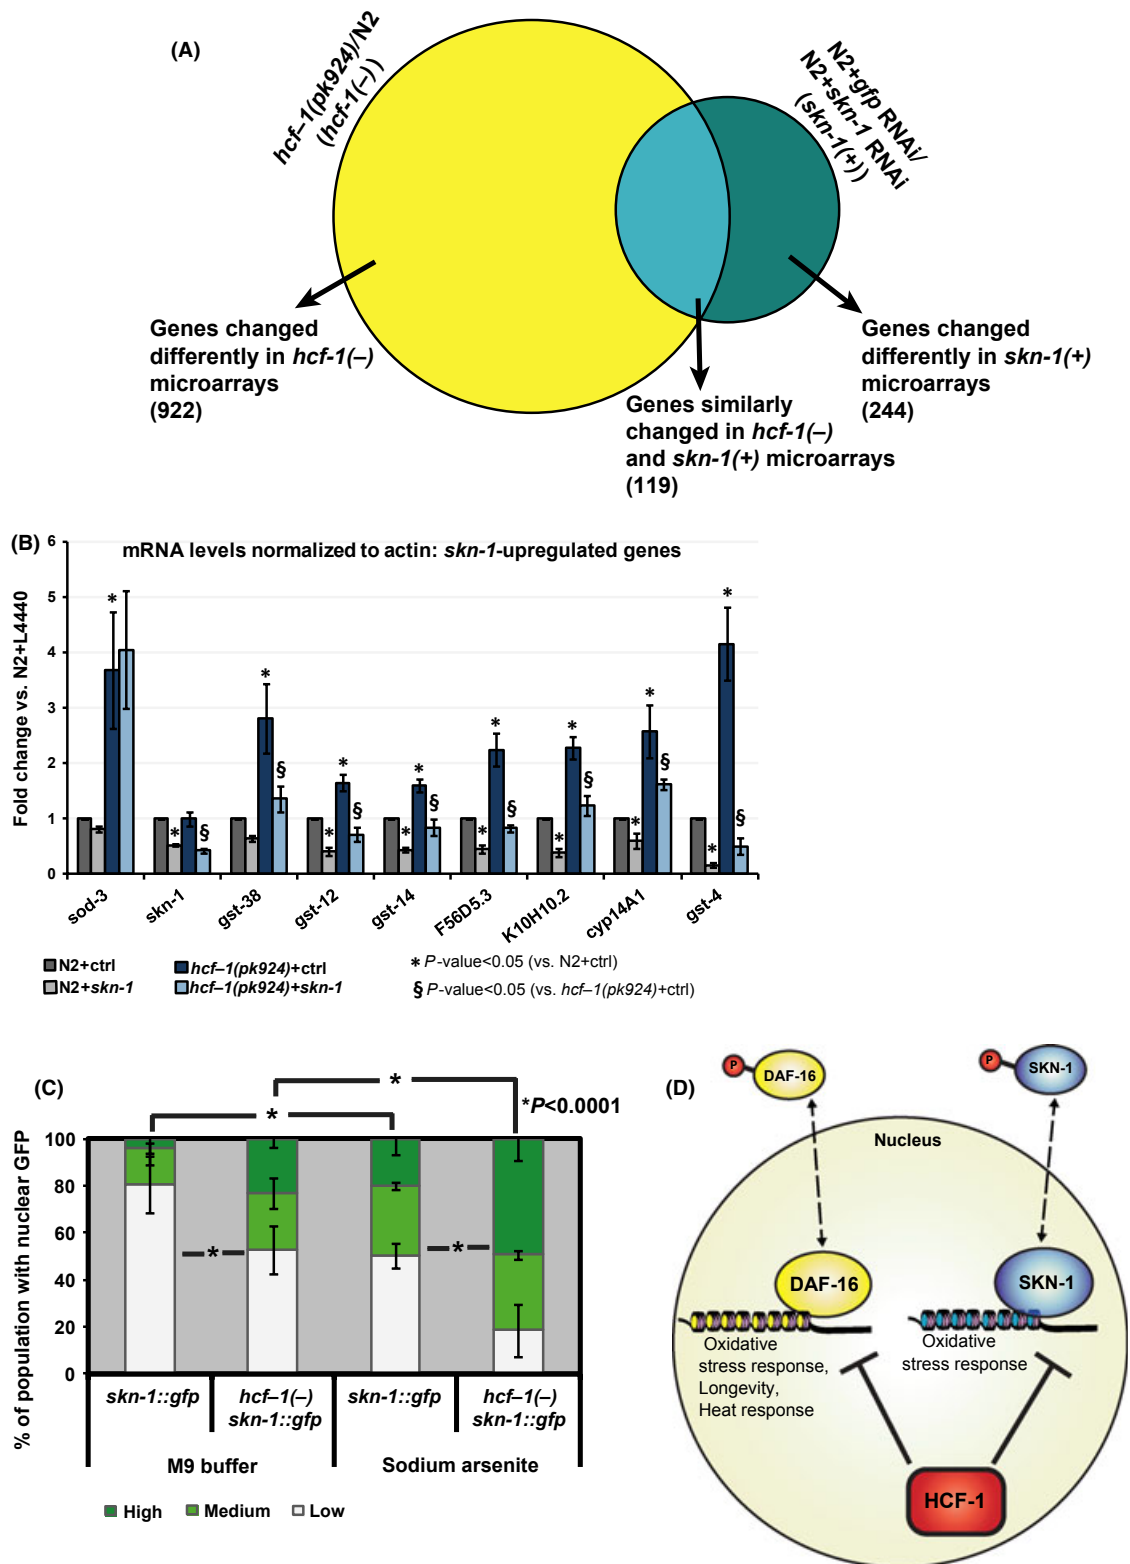 (A)
hcf–1(pk924)/N2
(hcf-1(–))
N2+gfp RNAi/
N2+skn-1 RNAi
(skn-1(+))
Genes changed
differently in hcf-1(–)
microarrays
(922)
Genes similarly
changed in hcf-1(–)
and skn-1(+) microarrays
(119)
Genes changed
differently in skn-1(+)
microarrays
(244)
(B)
mRNA levels normalized to actin: skn-1-upregulated genes
Fold change vs. N2+L4440
6
5
4
3
2
1
0
* * § * * § * * § * * § * * § * * § * * § * * §
sod-3
skn-1
gst-38
gst-12
gst-14
F56D5.3
K10H10.2
cyp14A1
gst-4
N2+ctrl
hcf–1(pk924)+ctrl
* P-value<0.05 (vs. N2+ctrl)
N2+skn-1
hcf–1(pk924)+skn-1
§ P-value<0.05 (vs. hcf–1(pk924)+ctrl)
(C)
*
*
*P<0.0001
% of population with nuclear GFP
100
80
60
40
20
0
*
*
skn-1::gfp
hcf–1(–)
skn-1::gfp
skn-1::gfp
hcf–1(–)
skn-1::gfp
M9 buffer
Sodium arsenite
High
Medium
Low
(D)
P
DAF-16
P
SKN-1
Nucleus
DAF-16
SKN-1
Oxidative
stress response,
Longevity,
Heat response
Oxidative
stress response
HCF-1